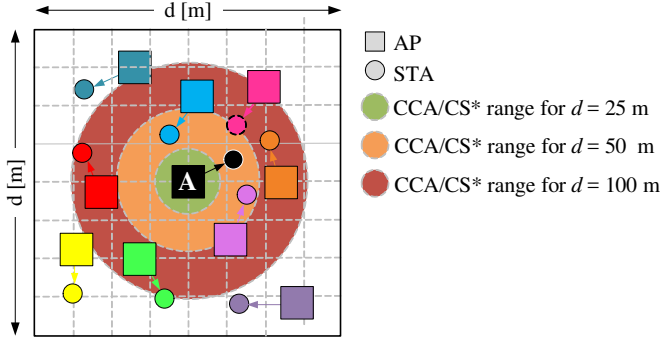 d [m]
d [m]
A
AP
STA
CCA/CS* range for d = 25 m
CCA/CS* range for d = 50 m
CCA/CS* range for d = 100 m